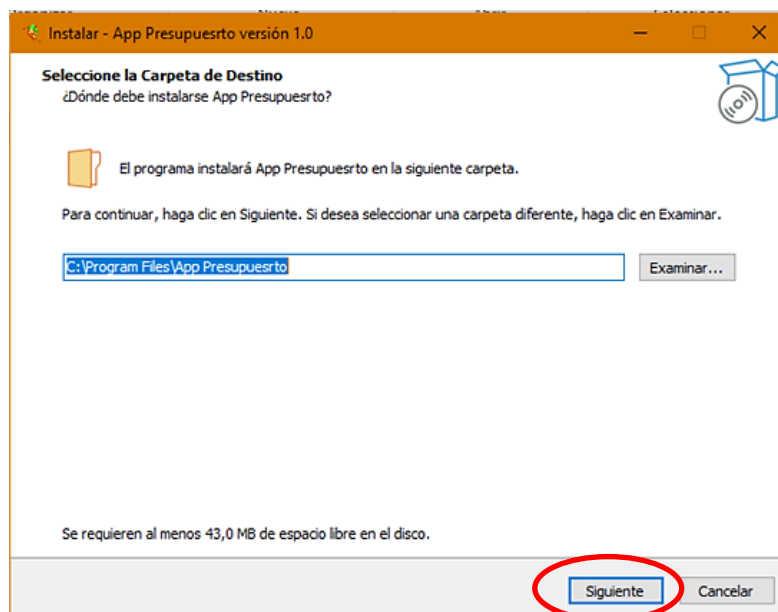 Instalar - App Presupuesrto versión 1.0
Seleccione la Carpeta de Destino
¿Dónde debe instalarse App Presupuesrto?
El programa instalará App Presupuesrto en la siguiente carpeta.
Para continuar, haga clic en Siguiente. Si desea seleccionar una carpeta diferente, haga clic en Examinar.
C:\Program Files\App Presupuesrto
Examinar...
Se requieren al menos 43,0 MB de espacio libre en el disco.
Siguiente
Cancelar